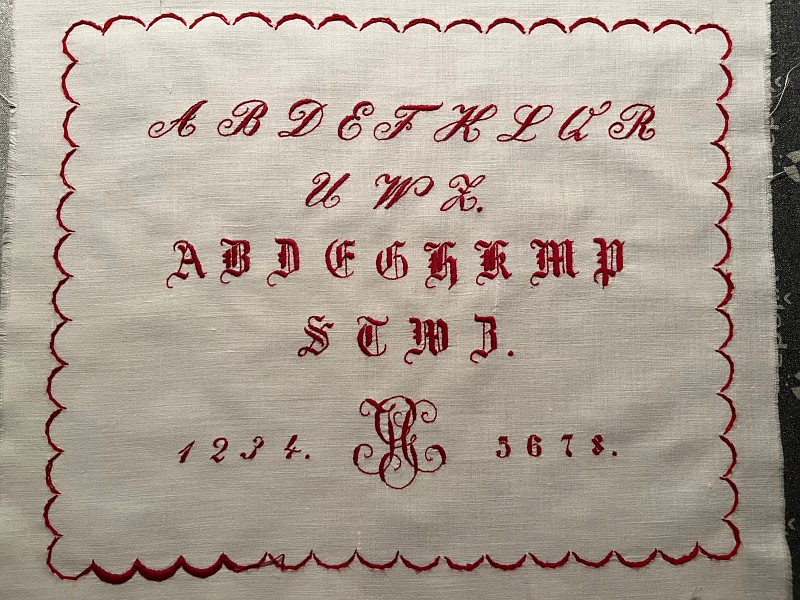 A B D E F H L Q R
U W Z.
A B D E G H K M P
S T W Z.
1 2 3 4. 5 6 7 8.